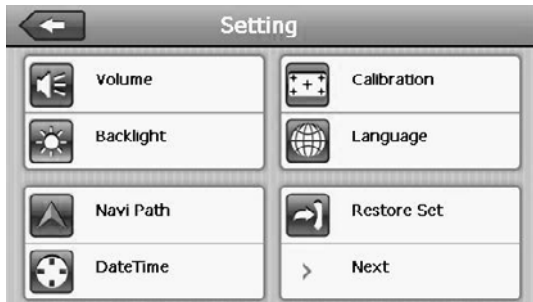 Setting
Volume
Calibration
Backlight
Language
Navi Path
Restore Set
DateTime
Next